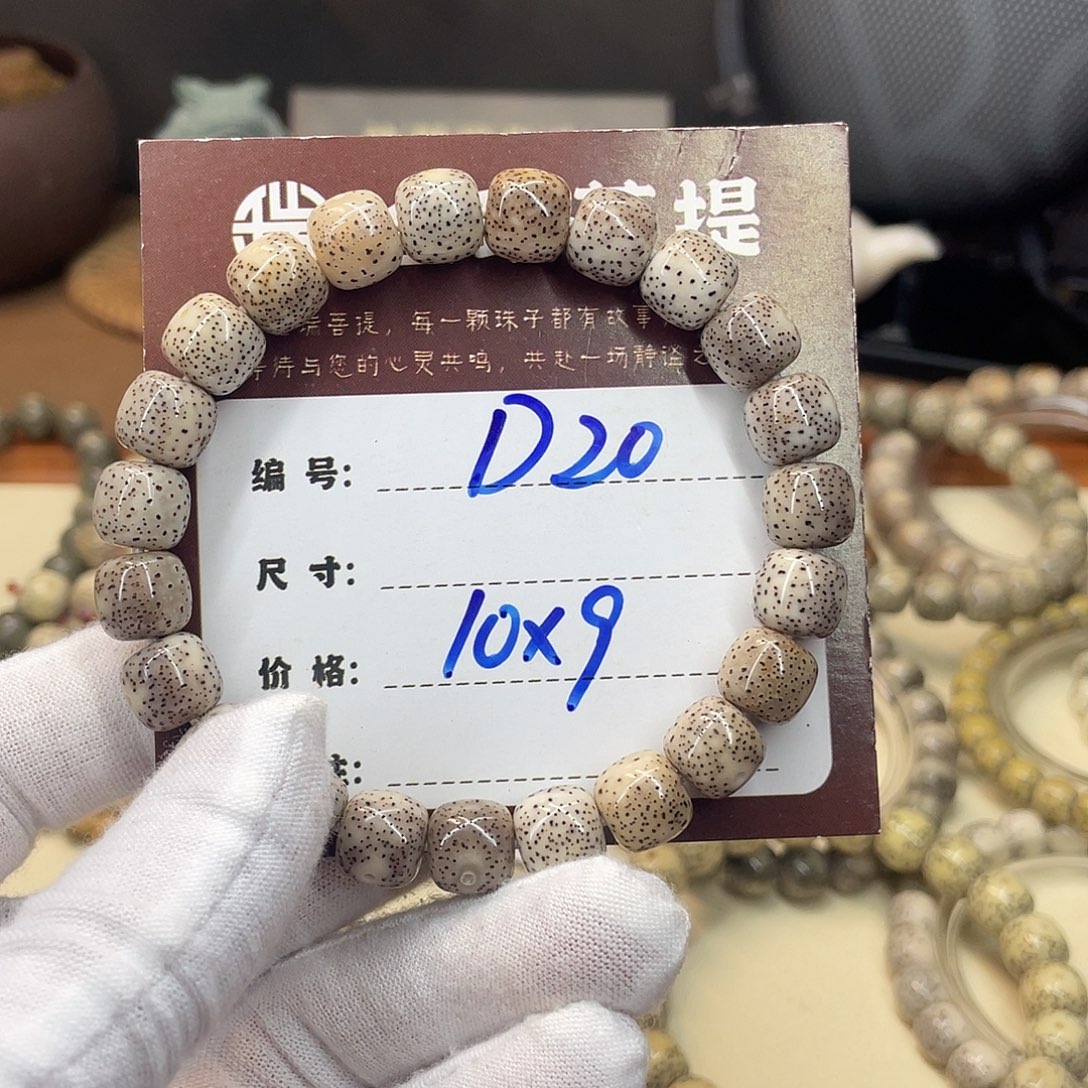 菩提
菩提，每一颗珠子都有故事
待与您的心灵共鸣，共赴一场静谧之
编号： D20
尺寸：
10x9
价格：